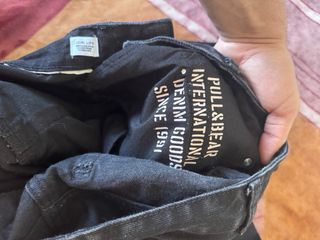 PULL&BEAR
INTERNATIONAL
• DENIM GOODS
SINCE 1991